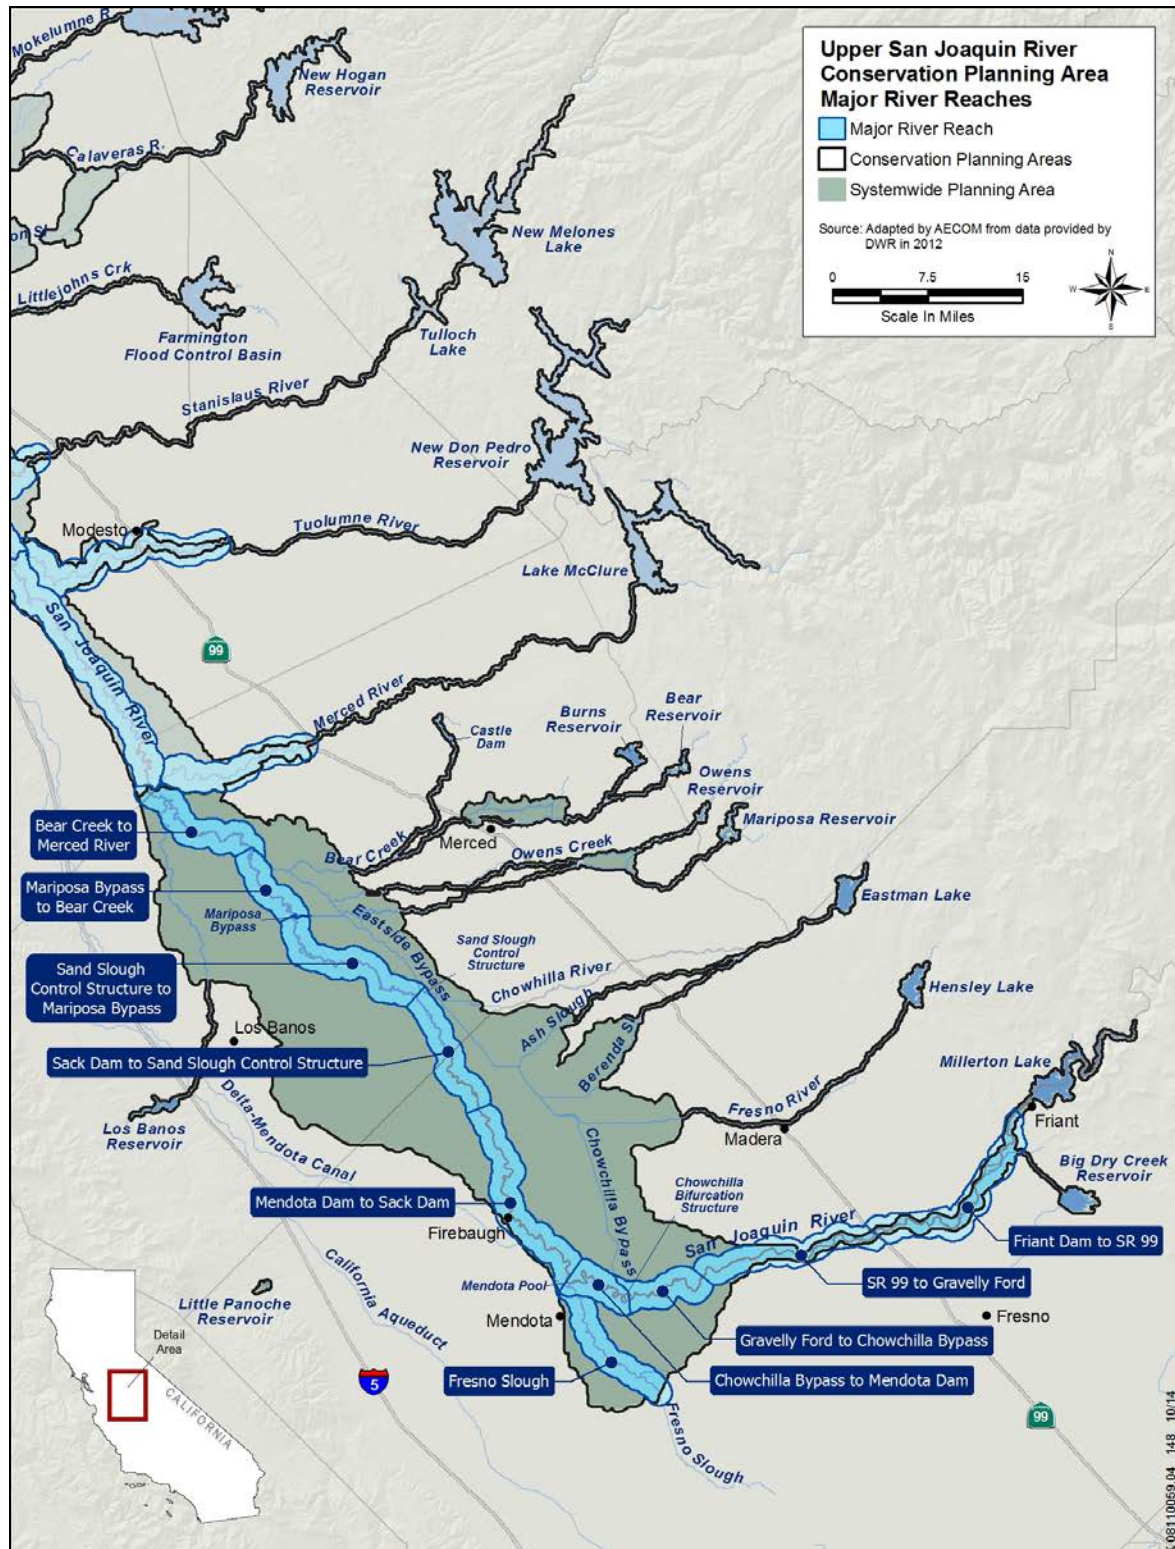 Mokelumne R.
New Hogan
Reservoir
Calaveras R.
Littlejohns Crk
Farmington
Flood Control Basin
New Melones
Lake
Tulloch
Lake
Stanislaus River
New Don Pedro
Reservoir
Modesto
Tuolumne River
Lake McClure
San Joaquin River
99
Merced River
Castle
Dam
Burns
Reservoir
Bear
Reservoir
Owens
Reservoir
Mariposa Reservoir
Bear Creek to
Merced River
Bear Creek
Merced
Owens Creek
Mariposa Bypass
to Bear Creek
Mariposa
Bypass
Eastside Bypass
Sand Slough
Control
Structure
Eastman Lake
Sand Slough
Control Structure to
Mariposa Bypass
Chowhilla River
Ash Slough
Berenda S
Hensley Lake
Los Banos
Sack Dam to Sand Slough Control Structure
Millerton Lake
Los Banos
Reservoir
Delta-Mendota Canal
Fresno River
Madera
Friant
Big Dry Creek
Reservoir
Chowchilla Bypass
Chowchilla
Bifurcation
Structure
Mendota Dam to Sack Dam
Firebaugh
San Joaquin River
Friant Dam to SR 99
SR 99 to Gravelly Ford
Mendota Pool
California Aqueduct
Little Panoche
Reservoir
Mendota
Fresno
Gravelly Ford to Chowchilla Bypass
Chowchilla Bypass to Mendota Dam
Fresno Slough
Fresno Slough
5
99
Detail
Area
CALIFORNIA
Upper San Joaquin River
Conservation Planning Area
Major River Reaches
Major River Reach
Conservation Planning Areas
Systemwide Planning Area
Source: Adapted by AECOM from data provided by
DWR in 2012
0 7.5 15
Scale In Miles
N
W E
S
08110059.04 148 10/14